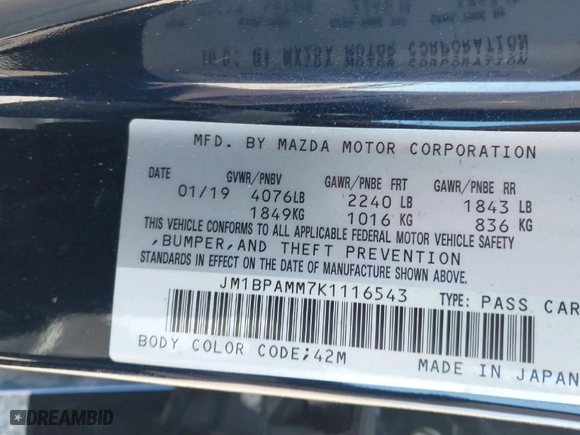 MFD. BY MAZDA MOTOR CORPORATION
DATE GVWR/PNBV GAWR/PNBE FRT GAWR/PNBE RR
01/19 4076LB 2240 LB 1843 LB
1849KG 1016 KG 836 KG
THIS VEHICLE CONFORMS TO ALL APPLICABLE FEDERAL MOTOR VEHICLE SAFETY
,BUMPER,AND THEFT PREVENTION
STANDARDS IN EFFECT ON THE DATE OF MANUFACTURE SHOWN ABOVE.
JM1BPAMM7K1116543 TYPE: PASS CAR
BODY COLOR CODE;42M MADE IN JAPAN
DREAMBID